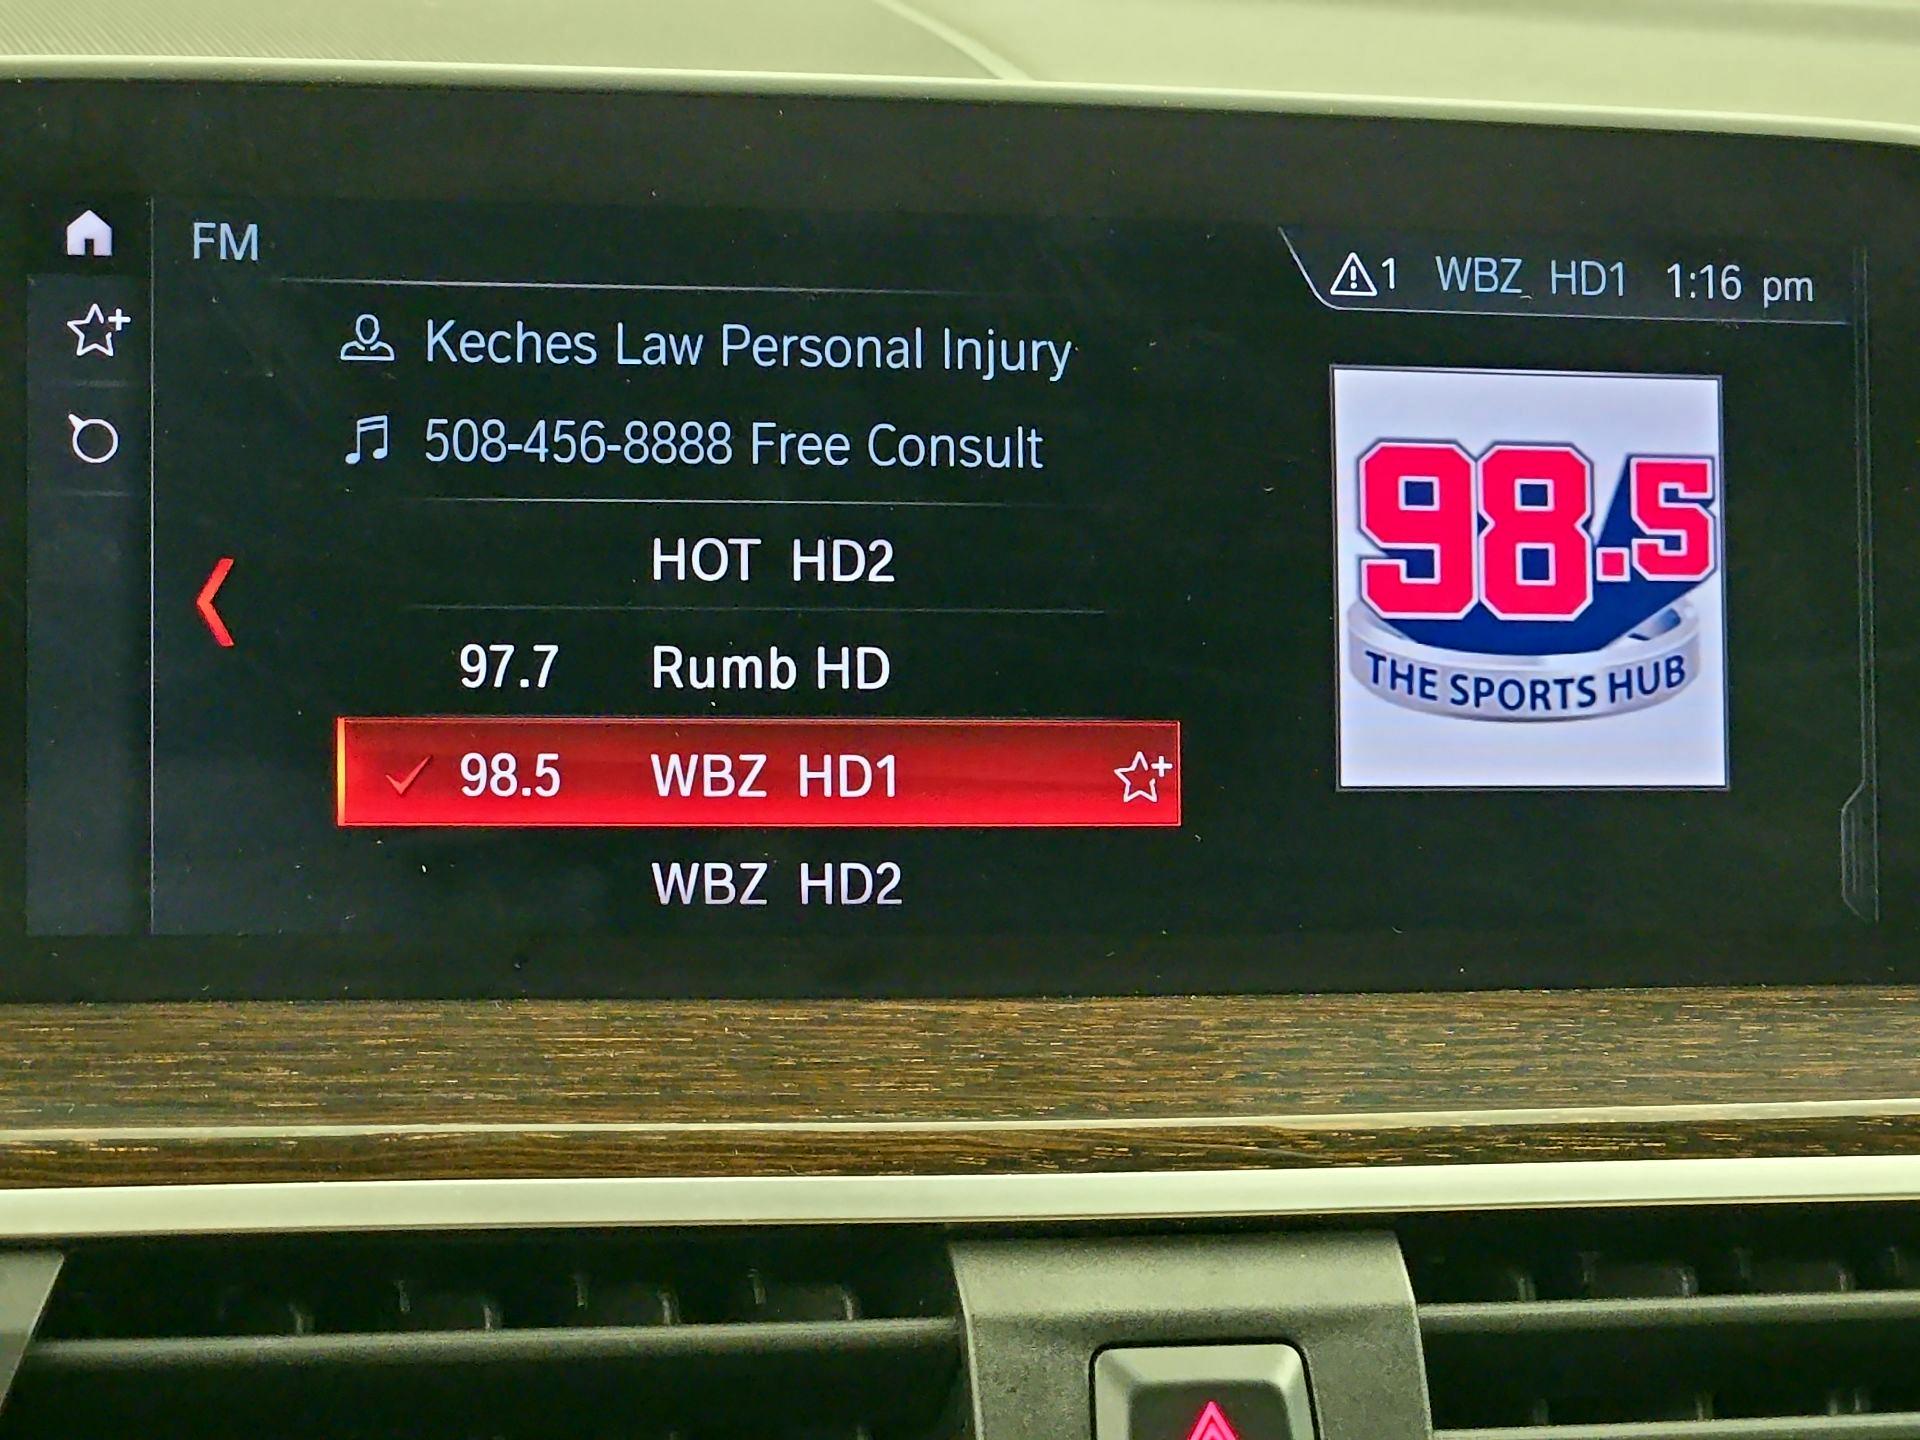 FM
1 WBZ HD1 1:16 pm
Keches Law Personal Injury
508-456-8888 Free Consult
HOT HD2
97.7 Rumb HD
98.5 WBZ HD1
WBZ HD2
98.5
THE SPORTS HUB